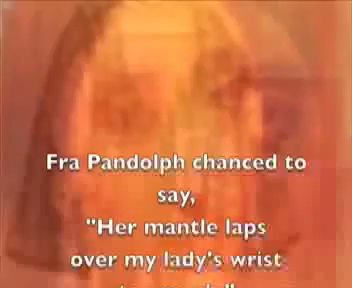 Fra Pandolph chanced to
say,
"Her mantle laps
over my lady's wrist